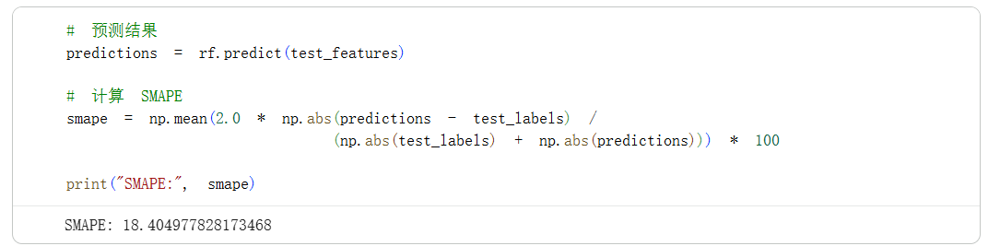 # 预测结果
predictions = rf.predict(test_features)
# 计算 SMAPE
smape = np.mean(2.0 * np.abs(predictions - test_labels) /
(np.abs(test_labels) + np.abs(predictions))) * 100
print("SMAPE:", smape)
SMAPE: 18.404977828173468